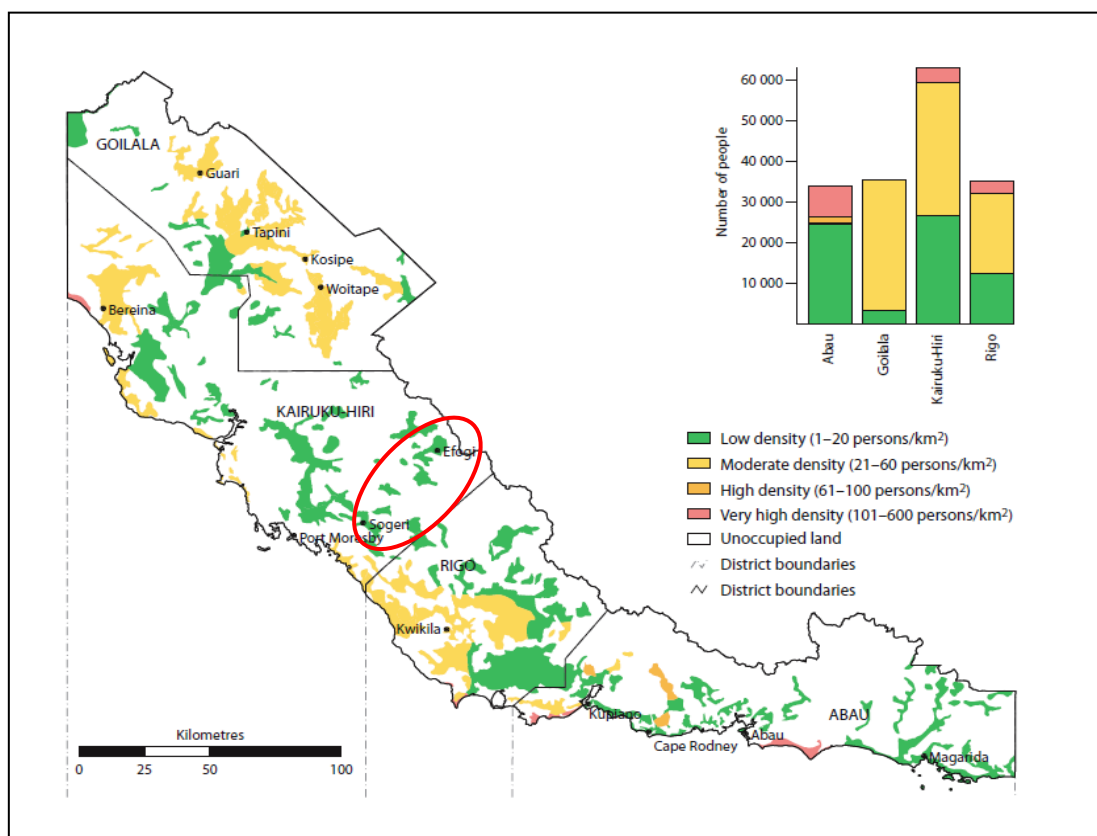 GOILALA
Guari
Tapini
Kosipe
Woitape
Bereina
KAIRUKU-HIRI
Efogi
Sogeri
Port Moresby
RIGO
Kwikila
Kupiano
Cape Rodney
Abau
ABAU
Magarida
Kilometres
0 25 50 100
Number of people
60 000
50 000
40 000
30 000
20 000
10 000
Abau
Goilala
Kairuku-Hiri
Rigo
Low density (1–20 persons/km²)
Moderate density (21–60 persons/km²)
High density (61–100 persons/km²)
Very high density (101–600 persons/km²)
Unoccupied land
District boundaries
District boundaries